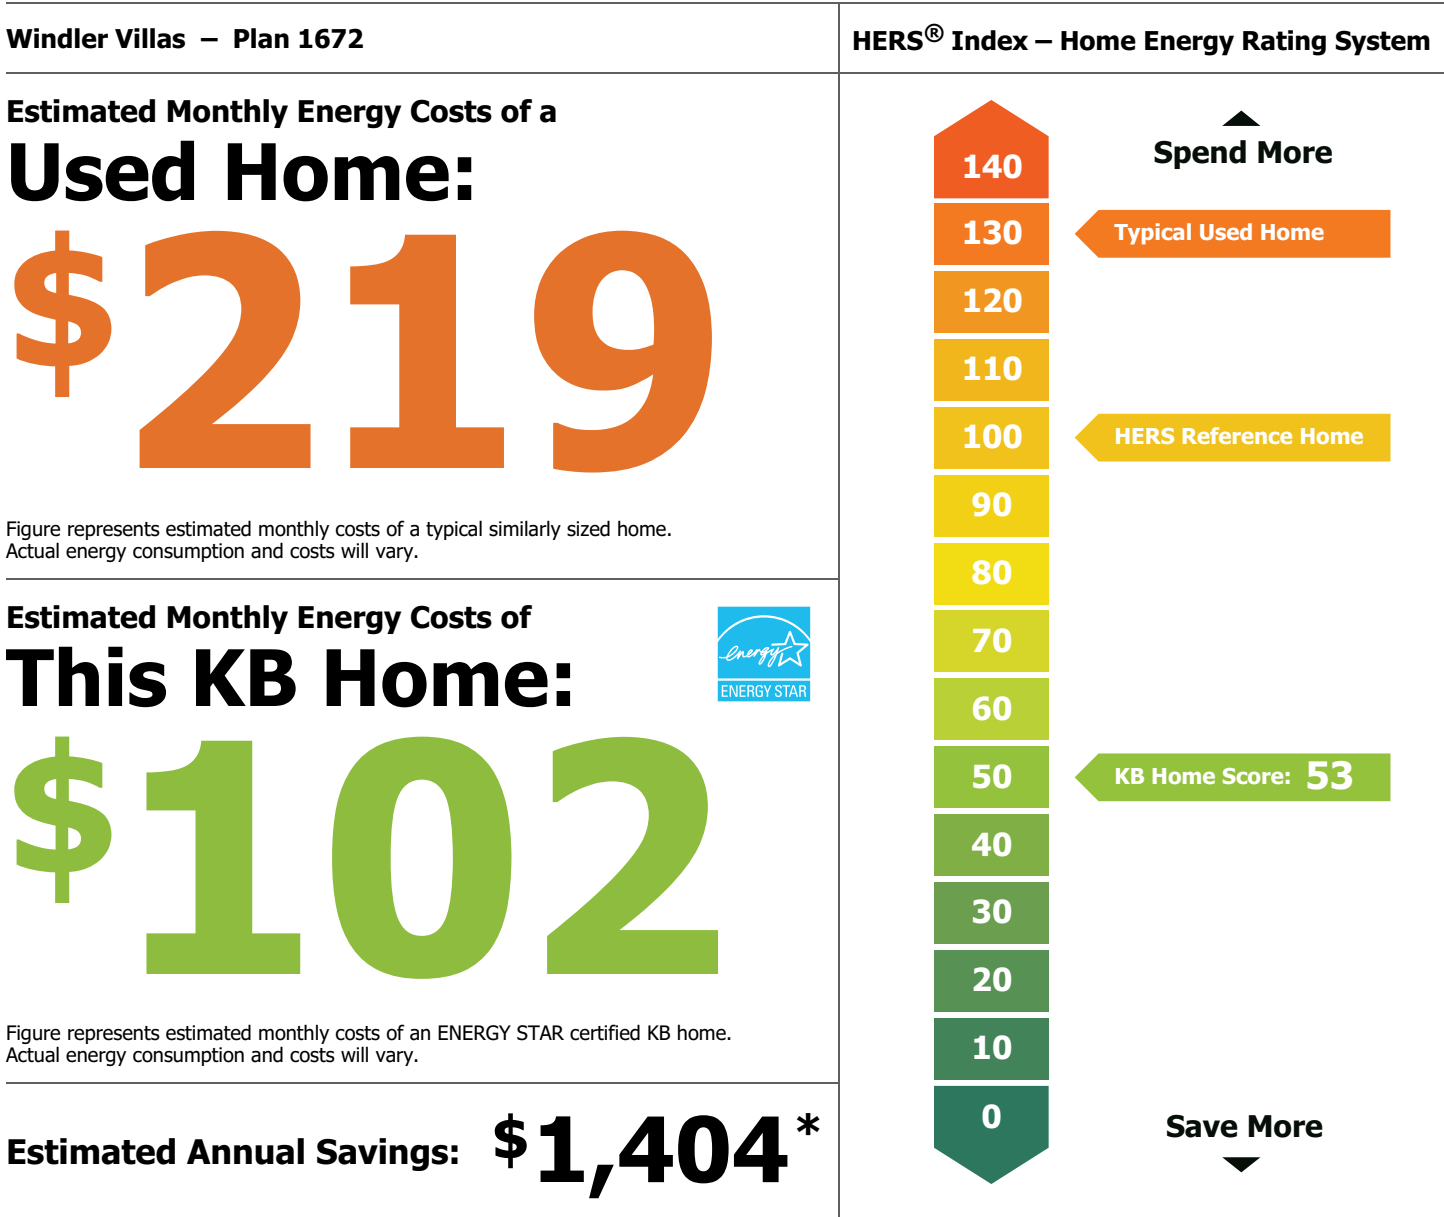 Windler Villas – Plan 1672
Estimated Monthly Energy Costs of a
Used Home:
$219
Figure represents estimated monthly costs of a typical similarly sized home.
Actual energy consumption and costs will vary.
Estimated Monthly Energy Costs of
This KB Home:
energy
ENERGY STAR
$102
Figure represents estimated monthly costs of an ENERGY STAR certified KB home.
Actual energy consumption and costs will vary.
Estimated Annual Savings: $1,404*
HERS® Index – Home Energy Rating System
Spend More
140
130 Typical Used Home
120
110
100 HERS Reference Home
90
80
70
60
50 KB Home Score: 53
40
30
20
10
0
Save More